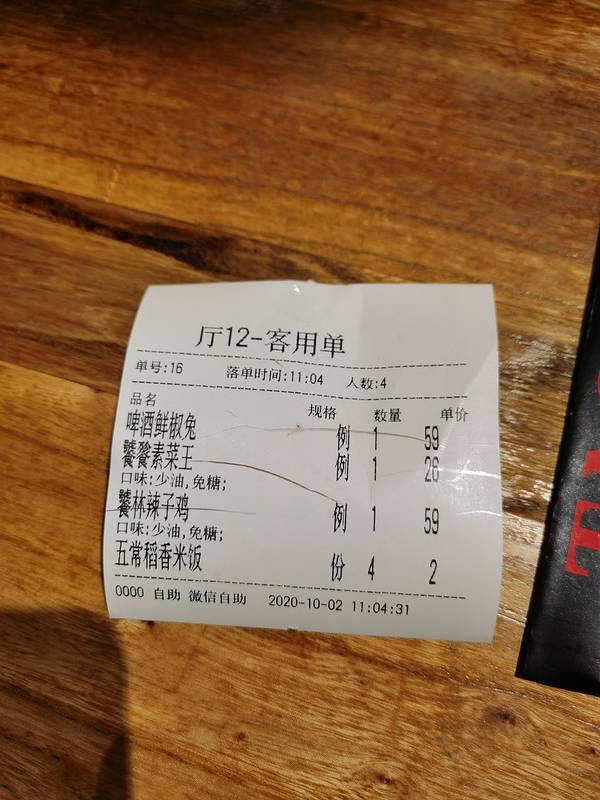 厅12-客用单
单号:16 落单时间:11:04 人数:4
品名 规格 数量 单价
啤酒鲜椒兔 例 1 59
饕餮素菜王 例 1 26
口味:少油,免糖;
饕林辣子鸡 例 1 59
口味:少油,免糖;
五常稻香米饭 份 4 2
0000 自助 微信自助 2020-10-02 11:04:31